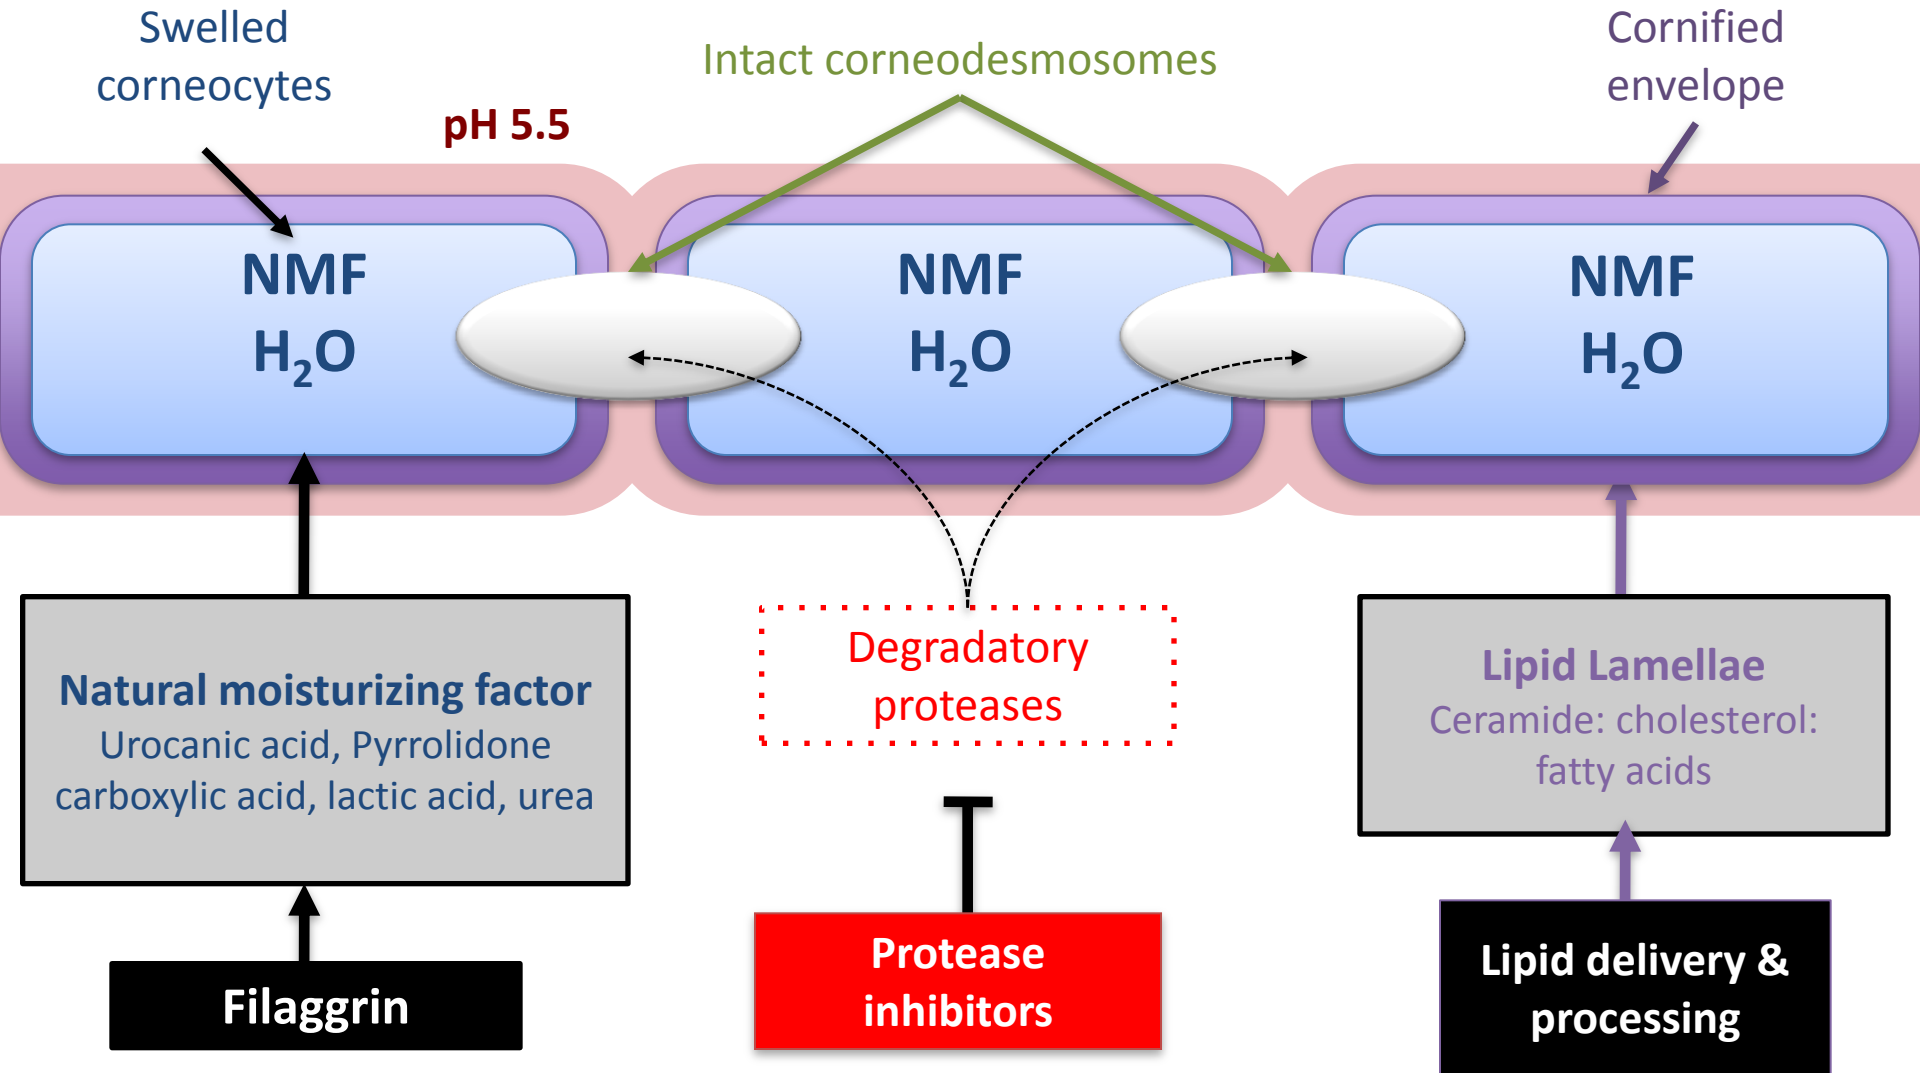 Swelled
corneocytes
pH 5.5
Intact corneodesmosomes
Cornified
envelope
NMF
H₂O
NMF
H₂O
NMF
H₂O
Natural moisturizing factor
Urocanic acid, Pyrrolidone
carboxylic acid, lactic acid, urea
Filaggrin
Degradatory
proteases
Protease
inhibitors
Lipid Lamellae
Ceramide: cholesterol:
fatty acids
Lipid delivery &
processing